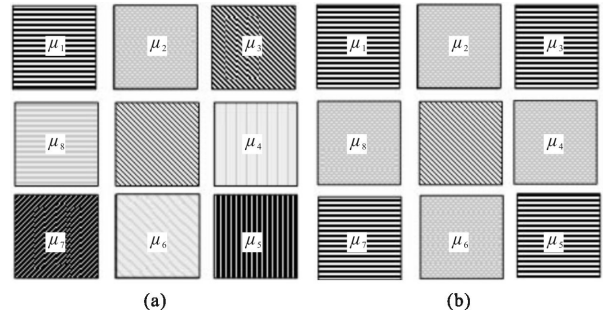 μ₁ μ₂ μ₃ μ₁ μ₂ μ₃
μ₈ μ₄ μ₈ μ₄
μ₇ μ₆ μ₅ μ₇ μ₆ μ₅
(a) (b)